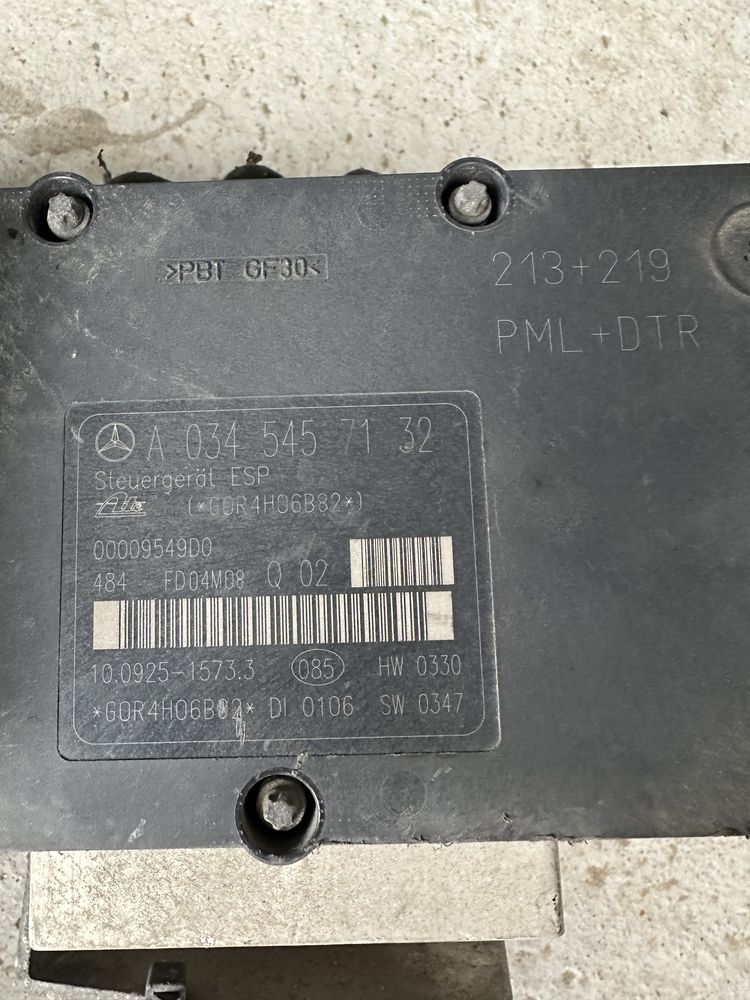 >PBT GF30<
213+219
PML+DTR
A 034 545 71 32
Steuergerät ESP
Ate (*GOR4H06B82*)
00009549D0
484 FD04M08 Q 02
10.0925-1573.3 085 HW 0330
*GOR4H06B82* DI 0106 SW 0347